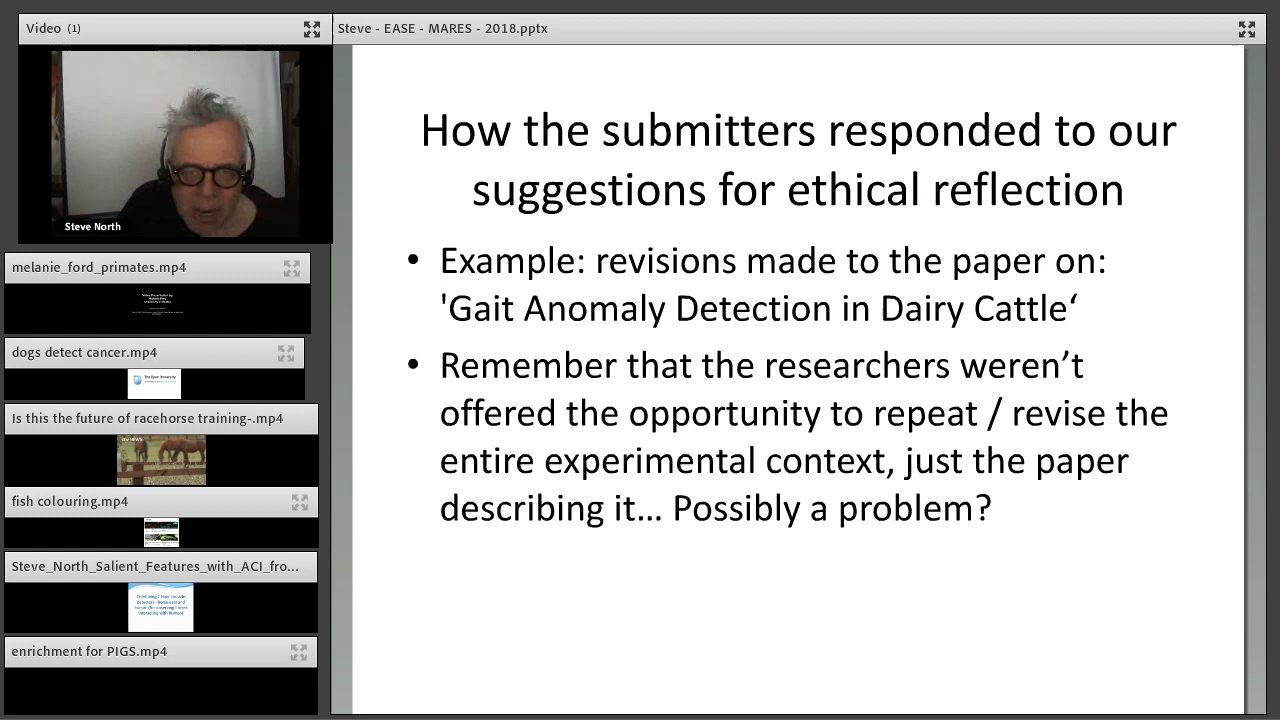 Video (1)
Steve - EASE - MARES - 2018.pptx
Steve North
melanie_ford_primates.mp4
dogs detect cancer.mp4
The Open University
Is this the future of racehorse training-.mp4
fish colouring.mp4
Steve_North_Salient_Features_with_ACI_fro...
enrichment for PIGS.mp4
How the submitters responded to our
suggestions for ethical reflection
• Example: revisions made to the paper on:
'Gait Anomaly Detection in Dairy Cattle‘
• Remember that the researchers weren’t
offered the opportunity to repeat / revise the
entire experimental context, just the paper
describing it… Possibly a problem?